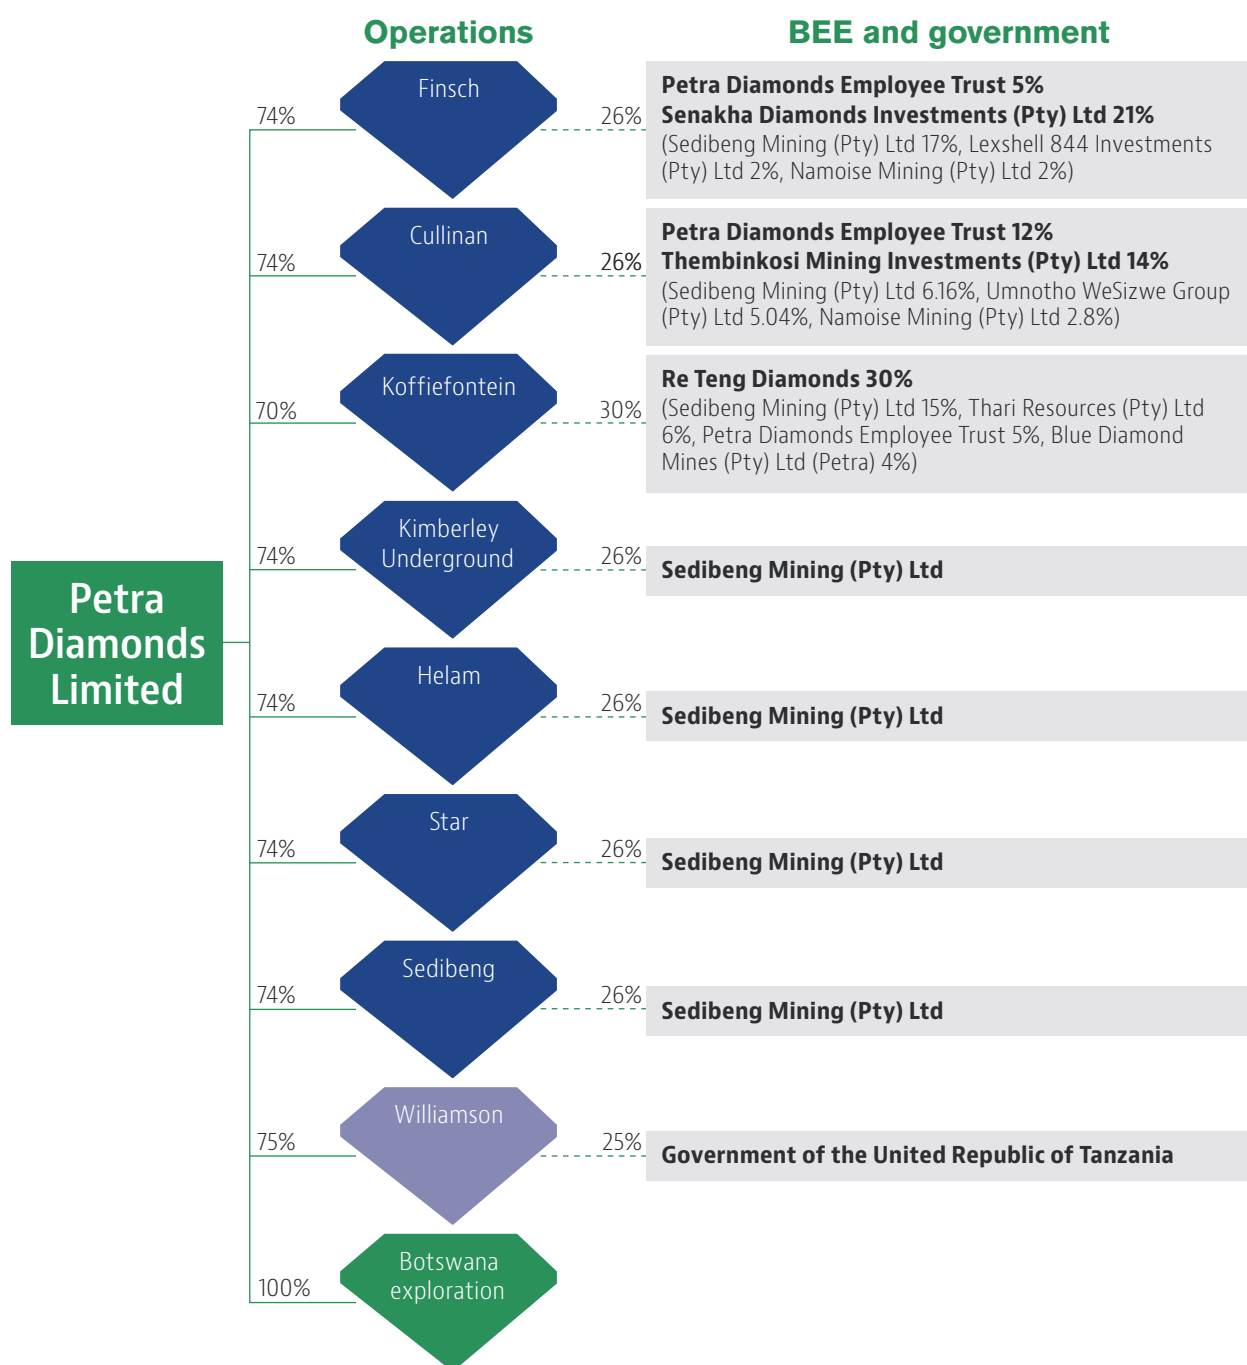 Operations
BEE and government
Petra
Diamonds
Limited
74%
Finsch
26%
Petra Diamonds Employee Trust 5%
Senakha Diamonds Investments (Pty) Ltd 21%
(Sedibeng Mining (Pty) Ltd 17%, Lexshell 844 Investments
(Pty) Ltd 2%, Namoise Mining (Pty) Ltd 2%)
74%
Cullinan
26%
Petra Diamonds Employee Trust 12%
Thembinkosi Mining Investments (Pty) Ltd 14%
(Sedibeng Mining (Pty) Ltd 6.16%, Umnotho WeSizwe Group
(Pty) Ltd 5.04%, Namoise Mining (Pty) Ltd 2.8%)
70%
Koffiefontein
30%
Re Teng Diamonds 30%
(Sedibeng Mining (Pty) Ltd 15%, Thari Resources (Pty) Ltd
6%, Petra Diamonds Employee Trust 5%, Blue Diamond
Mines (Pty) Ltd (Petra) 4%)
74%
Kimberley
Underground
26%
Sedibeng Mining (Pty) Ltd
74%
Helam
26%
Sedibeng Mining (Pty) Ltd
74%
Star
26%
Sedibeng Mining (Pty) Ltd
74%
Sedibeng
26%
Sedibeng Mining (Pty) Ltd
75%
Williamson
25%
Government of the United Republic of Tanzania
100%
Botswana
exploration